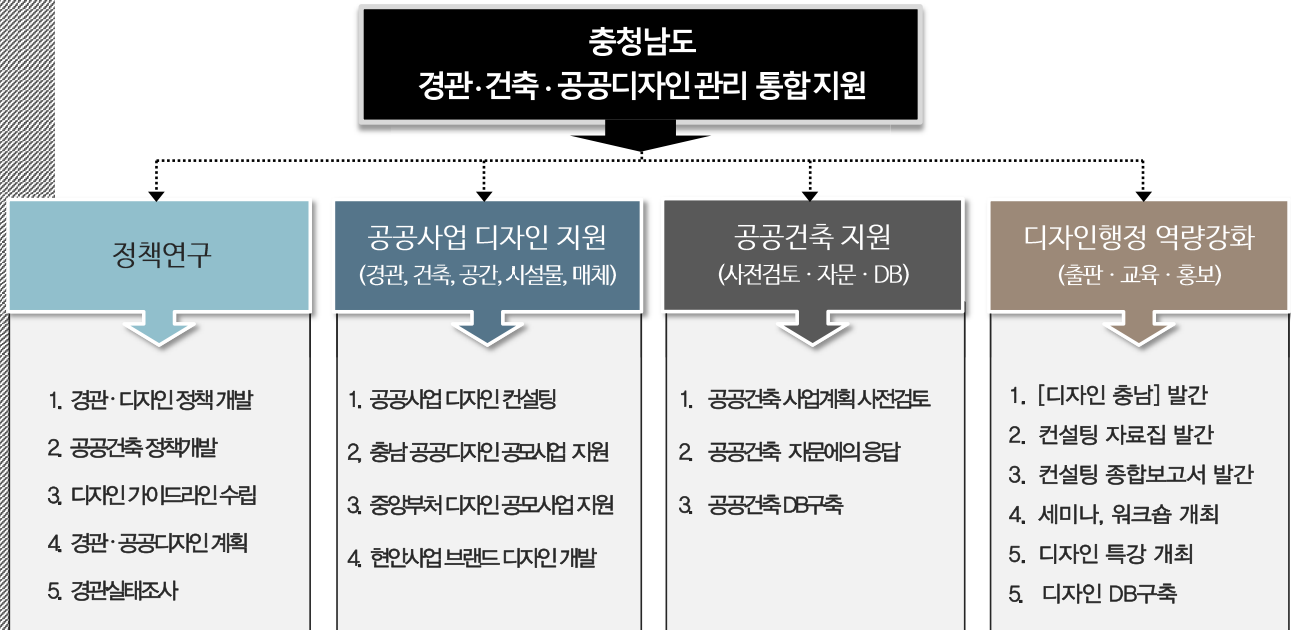 충청남도
경관·건축·공공디자인관리 통합지원
정책연구
1. 경관·디자인 정책 개발
2. 공공건축 정책개발
3. 디자인 가이드라인 수립
4. 경관·공공디자인 계획
5. 경관실태조사
공공사업 디자인 지원
(경관, 건축, 공간, 시설물, 매체)
1. 공공사업 디자인 컨설팅
2. 충남 공공디자인 공모사업 지원
3. 중앙부처 디자인 공모사업 지원
4. 현안사업 브랜드 디자인 개발
공공건축 지원
(사전검토·자문·DB)
1. 공공건축 사업계획 사전검토
2. 공공건축 자문에의 응답
3. 공공건축 DB구축
디자인행정 역량강화
(출판·교육·홍보)
1. [디자인 충남] 발간
2. 컨설팅 자료집 발간
3. 컨설팅 종합보고서 발간
4. 세미나, 워크숍 개최
5. 디자인 특강 개최
5. 디자인 DB구축